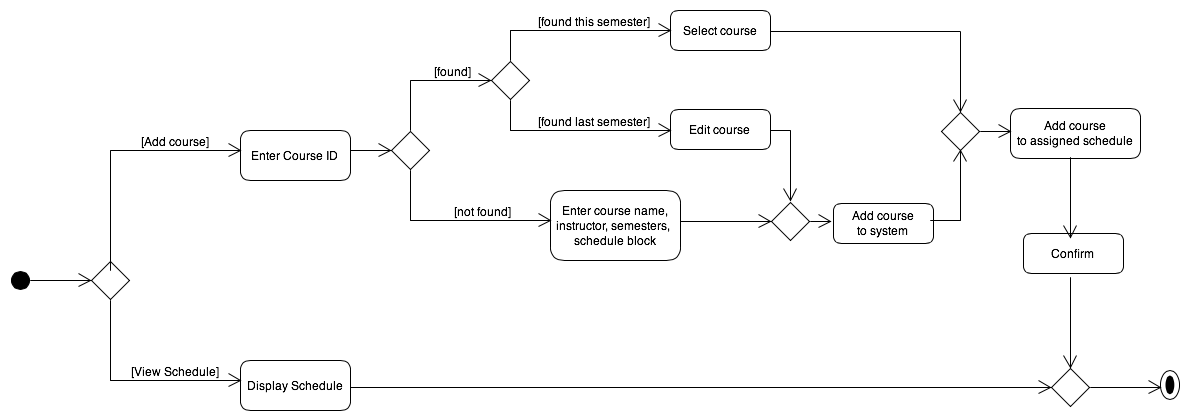 [found this semester]
Select course
[found]
[found last semester]
Edit course
Add course
to assigned schedule
[Add course]
Enter Course ID
[not found]
Enter course name,
instructor, semesters,
schedule block
Add course
to system
Confirm
[View Schedule]
Display Schedule